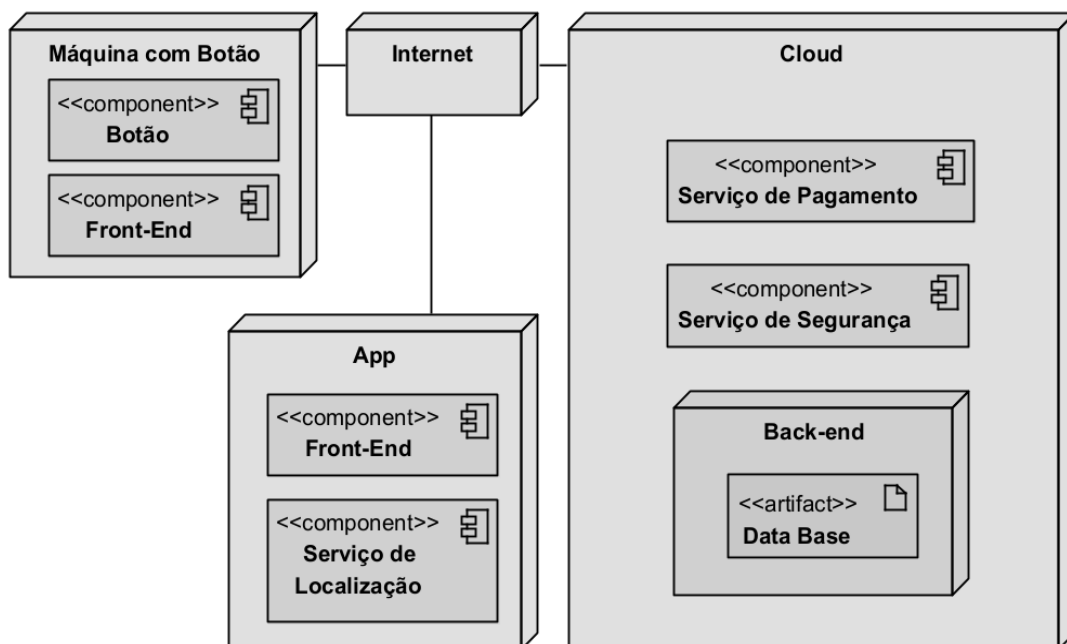 Máquina com Botão
<<component>>
Botão
<<component>>
Front-End
Internet
App
<<component>>
Front-End
<<component>>
Serviço de
Localização
Cloud
<<component>>
Serviço de Pagamento
<<component>>
Serviço de Segurança
Back-end
<<artifact>>
Data Base